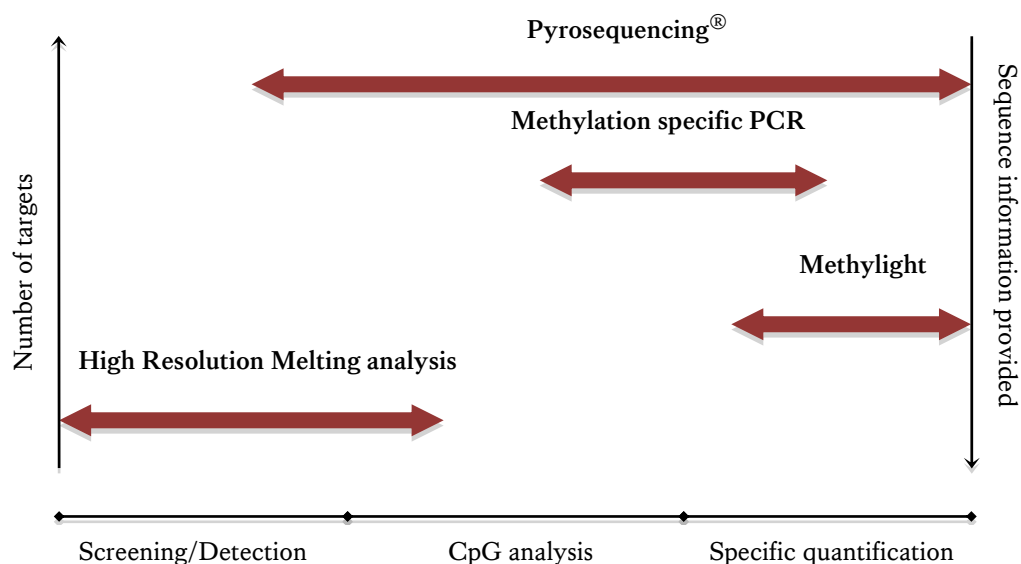 Pyrosequencing®
Methylation specific PCR
Methylight
High Resolution Melting analysis
Number of targets
Sequence information provided
Screening/Detection
CpG analysis
Specific quantification